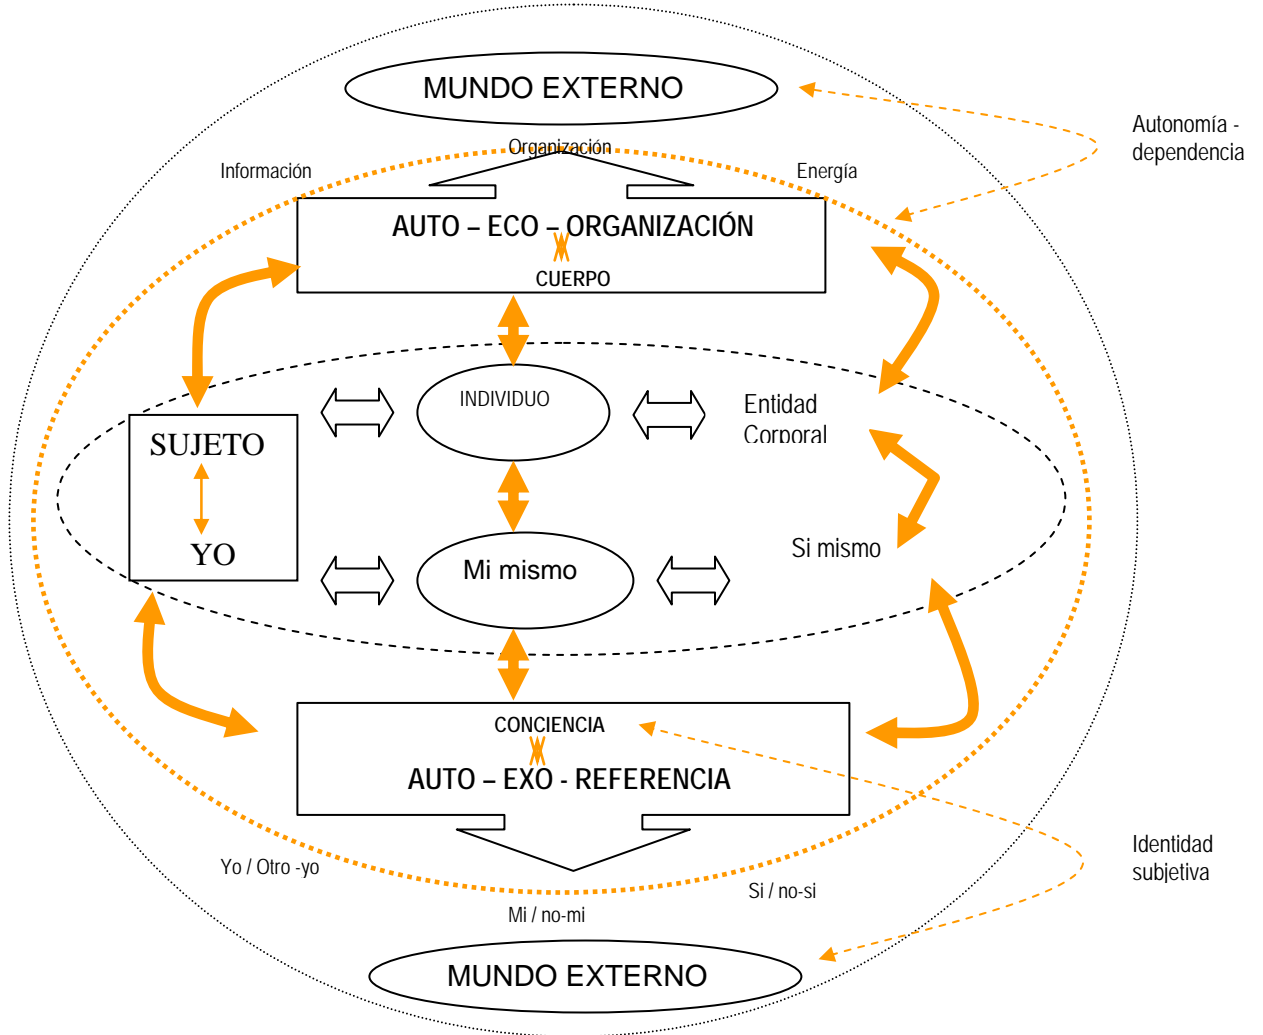 MUNDO EXTERNO
Autonomía -
dependencia
Organización
Información
Energía
AUTO – ECO – ORGANIZACIÓN
CUERPO
INDIVIDUO
Entidad
Corporal
SUJETO
YO
Mi mismo
Si mismo
CONCIENCIA
AUTO – EXO - REFERENCIA
Identidad
subjetiva
Yo / Otro -yo
Si / no-si
Mi / no-mi
MUNDO EXTERNO